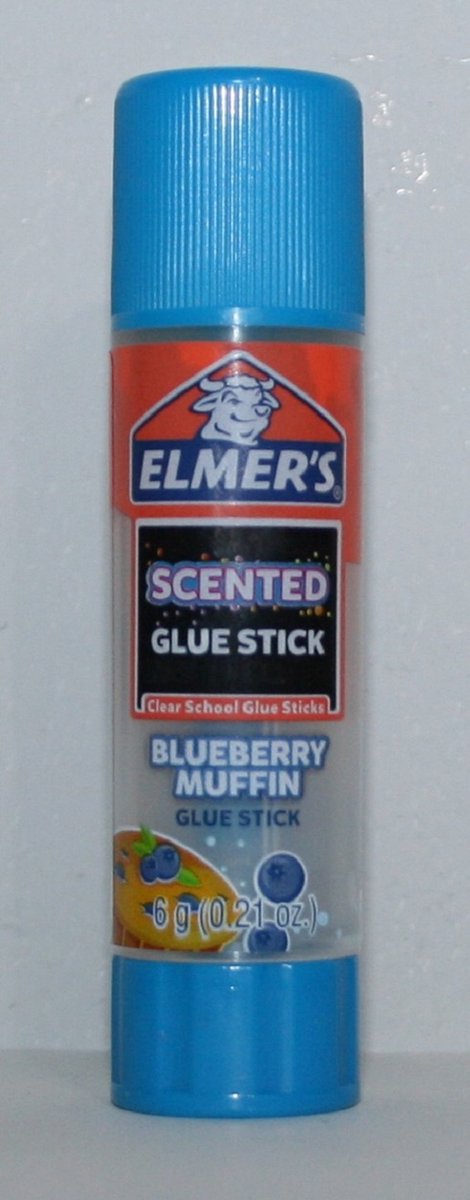 ELMER'S®
SCENTED
GLUE STICK
Clear School Glue Sticks
BLUEBERRY
MUFFIN
GLUE STICK
6 g (0.21 oz.)